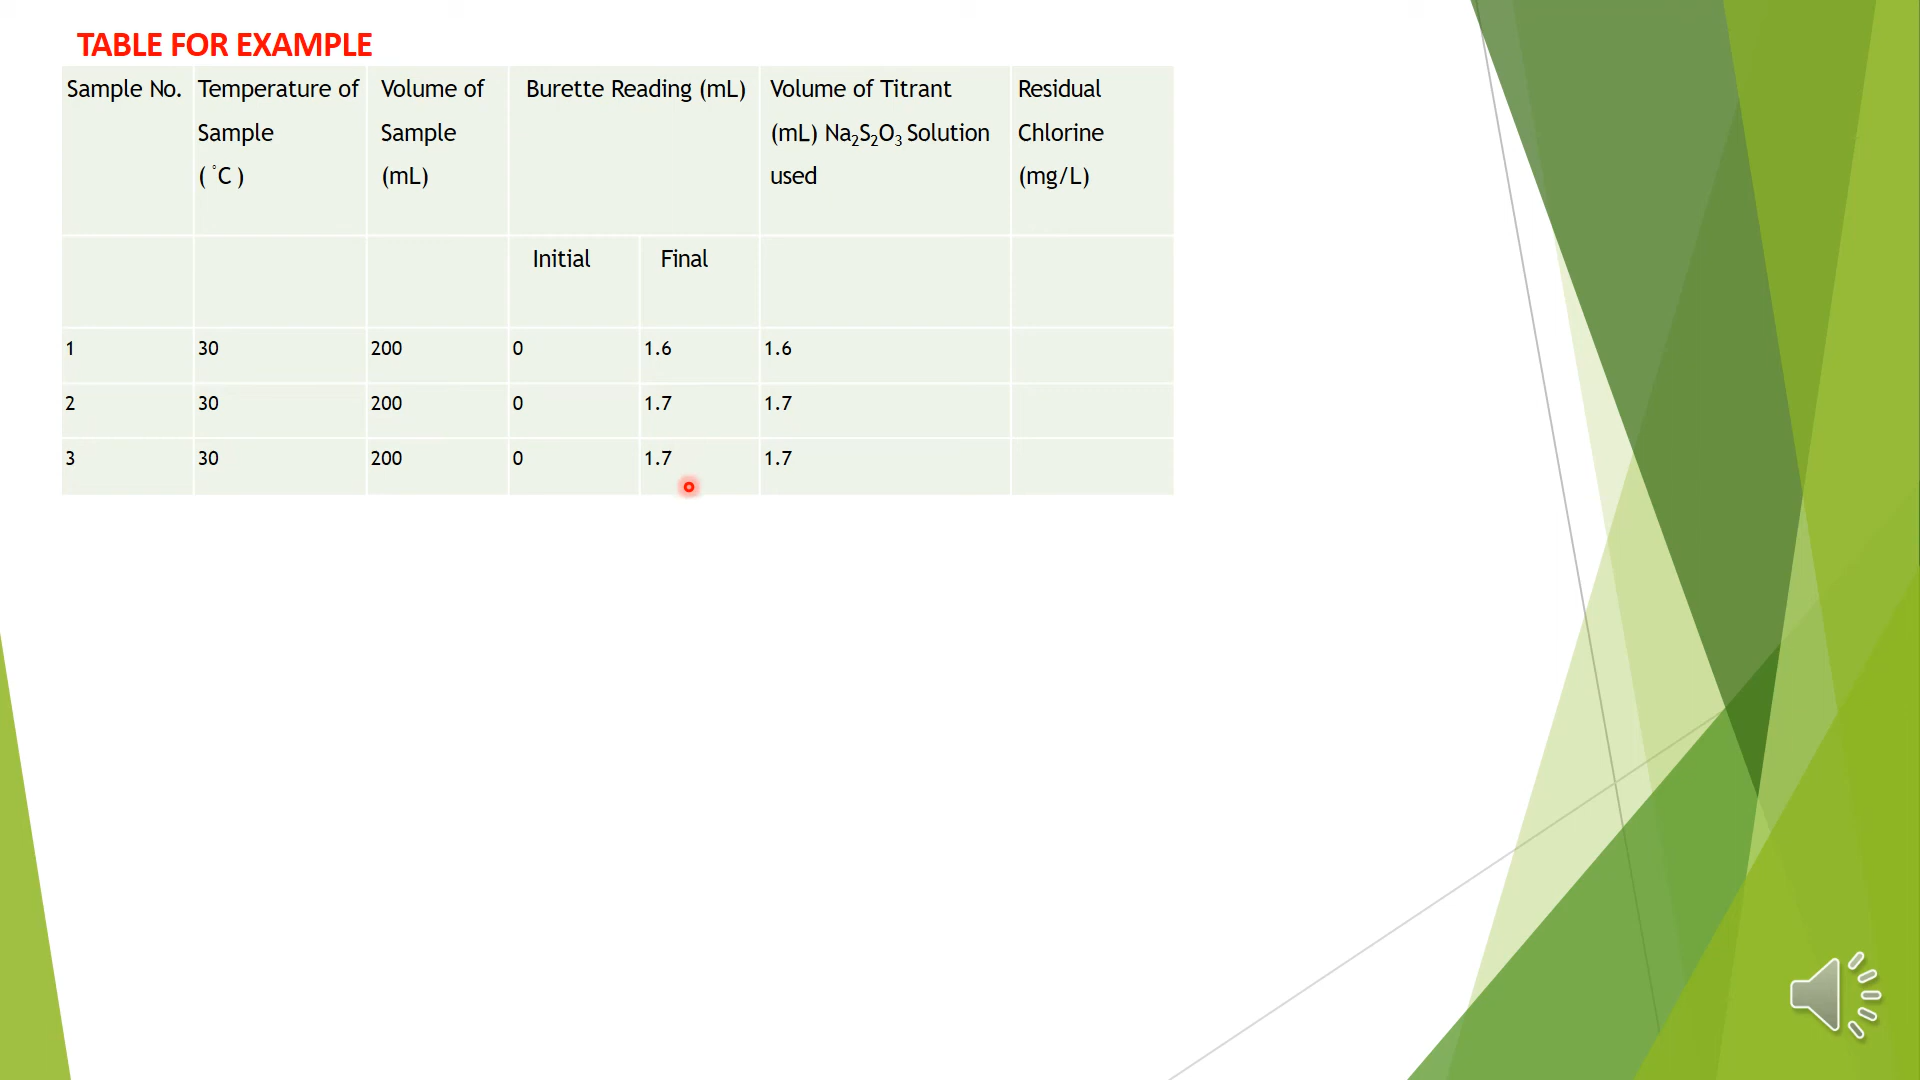 TABLE FOR EXAMPLE
Sample No. Temperature of Sample ( °C ) Volume of Sample (mL) Burette Reading (mL) Volume of Titrant (mL) Na₂S₂O₃ Solution used Residual Chlorine (mg/L)
Initial Final
1 30 200 0 1.6 1.6
2 30 200 0 1.7 1.7
3 30 200 0 1.7 1.7